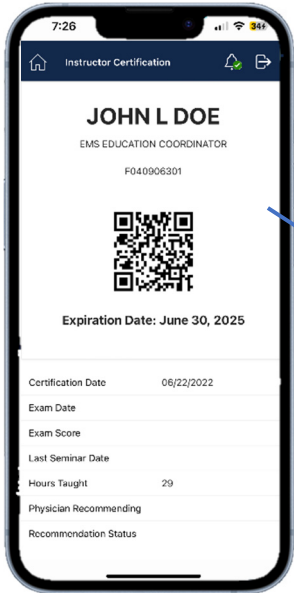 7:26
34
Instructor Certification
JOHN L DOE
EMS EDUCATION COORDINATOR
F040906301
Expiration Date: June 30, 2025
Certification Date 06/22/2022
Exam Date
Exam Score
Last Seminar Date
Hours Taught 29
Physician Recommending
Recommendation Status